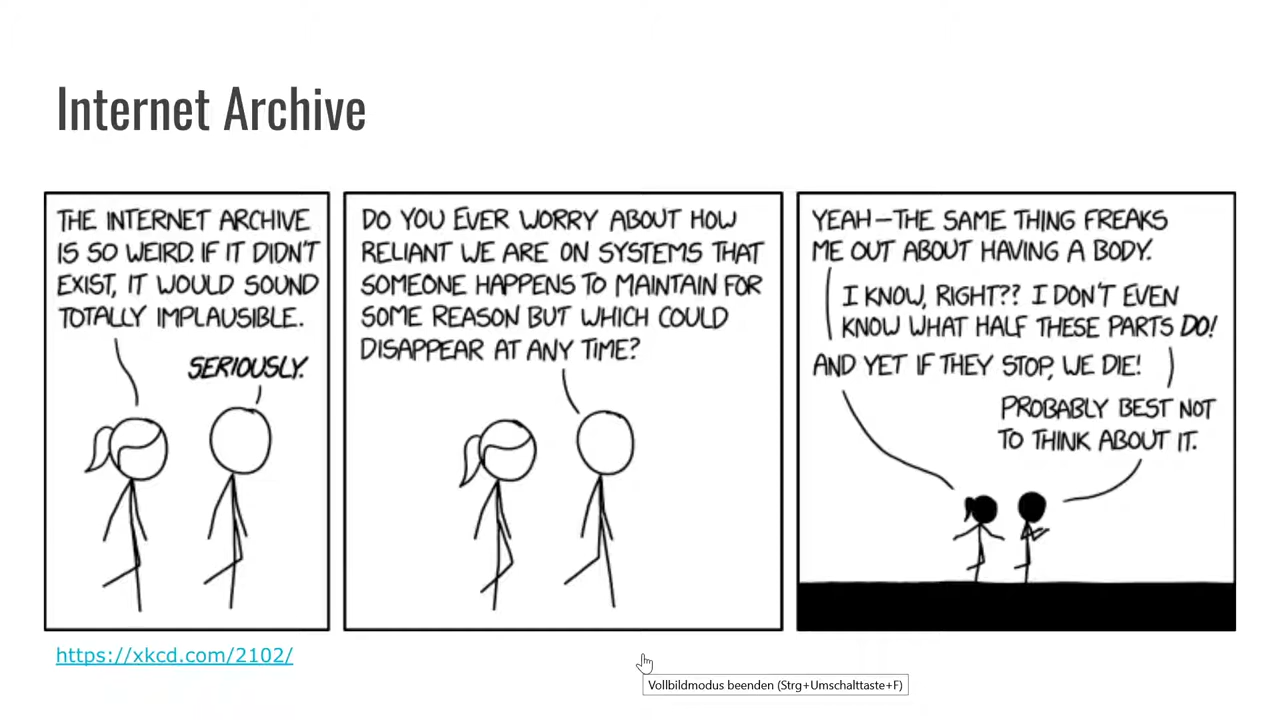 Internet Archive
THE INTERNET ARCHIVE
IS SO WEIRD. IF IT DIDN'T
EXIST, IT WOULD SOUND
TOTALLY IMPLAUSIBLE.
SERIOUSLY.
DO YOU EVER WORRY ABOUT HOW
RELIANT WE ARE ON SYSTEMS THAT
SOMEONE HAPPENS TO MAINTAIN FOR
SOME REASON BUT WHICH COULD
DISAPPEAR AT ANY TIME?
YEAH—THE SAME THING FREAKS
ME OUT ABOUT HAVING A BODY.
I KNOW, RIGHT?? I DON'T EVEN
KNOW WHAT HALF THESE PARTS DO!
AND YET IF THEY STOP, WE DIE!
PROBABLY BEST NOT
TO THINK ABOUT IT.
https://xkcd.com/2102/
Vollbildmodus beenden (Strg+Umschalttaste+F)